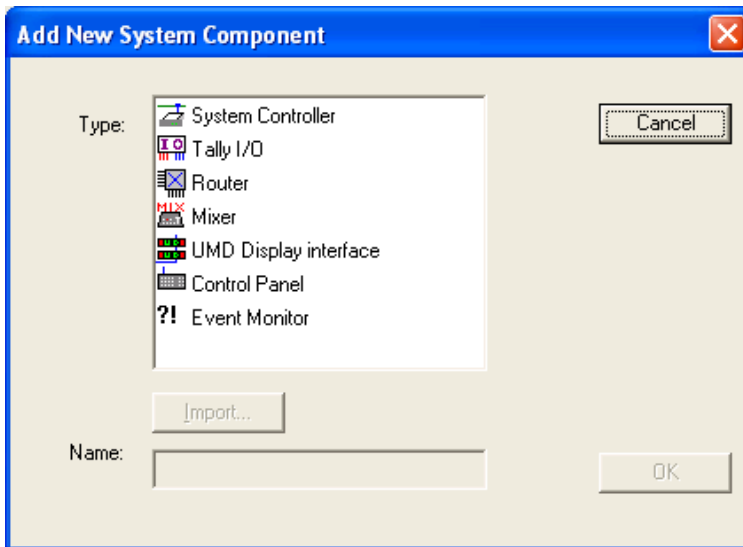 Add New System Component
Type:
System Controller
I O Tally I/O
Router
MIX Mixer
UMD Display interface
Control Panel
?! Event Monitor
Cancel
Import...
Name:
OK